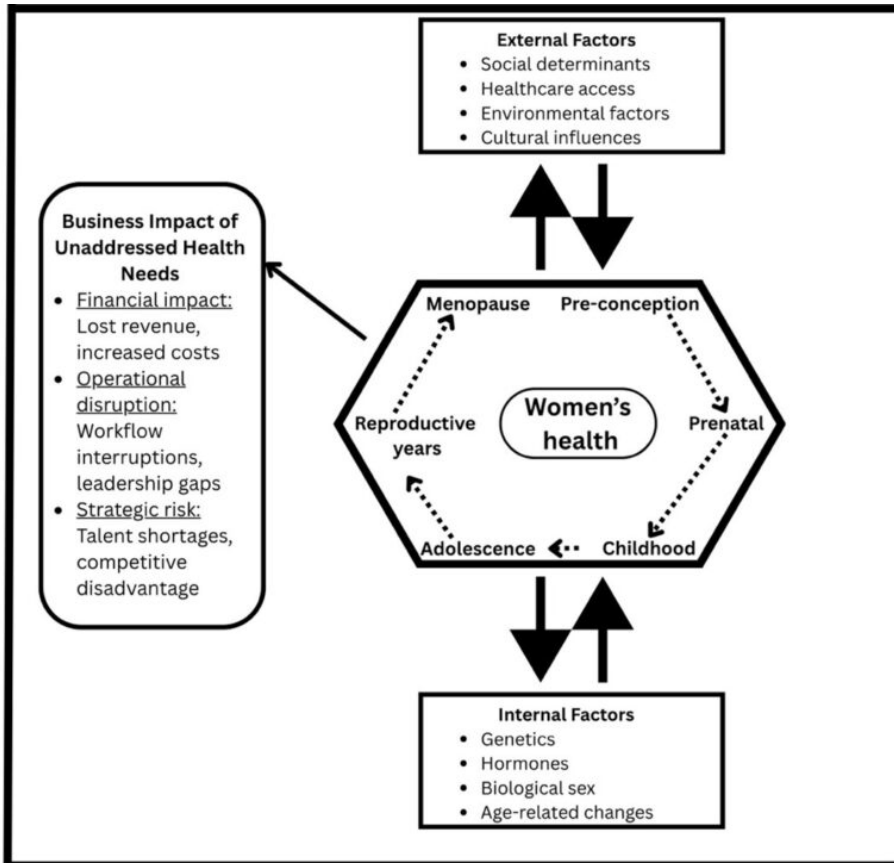 External Factors
• Social determinants
• Healthcare access
• Environmental factors
• Cultural influences
Business Impact of
Unaddressed Health
Needs
• Financial impact:
Lost revenue,
increased costs
• Operational
disruption:
Workflow
interruptions,
leadership gaps
• Strategic risk:
Talent shortages,
competitive
disadvantage
Menopause
Pre-conception
Reproductive
years
Women's
health
Prenatal
Adolescence
Childhood
Internal Factors
• Genetics
• Hormones
• Biological sex
• Age-related changes